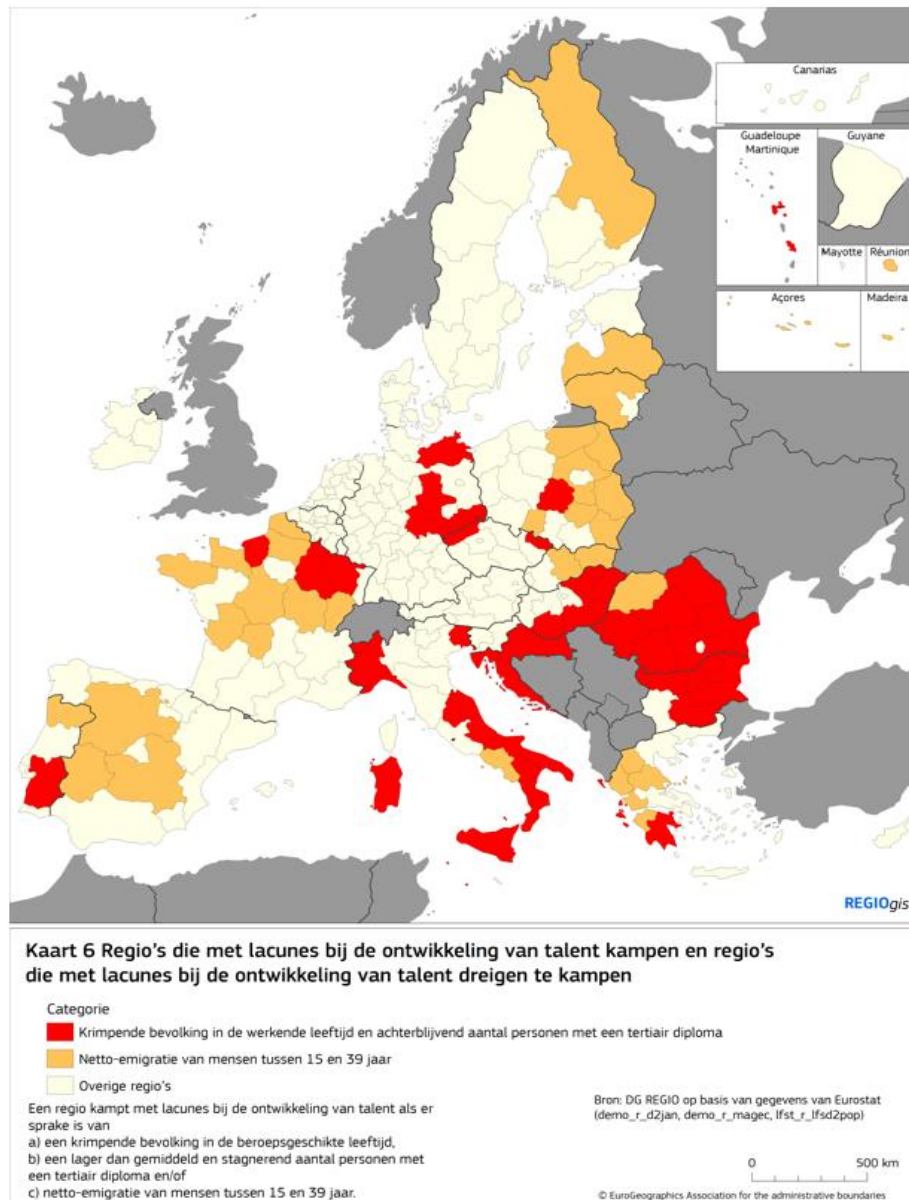 Canarias
Guadeloupe
Martinique
Guyane
Mayotte
Réunion
Açores
Madeira
REGIOgis
Kaart 6 Regio's die met lacunes bij de ontwikkeling van talent kampen en regio's
die met lacunes bij de ontwikkeling van talent dreigen te kampen
Categorie
Krimpende bevolking in de werkende leeftijd en achterblijvend aantal personen met een tertiair diploma
Netto-emigratie van mensen tussen 15 en 39 jaar
Overige regio's
Een regio kampt met lacunes bij de ontwikkeling van talent als er
sprake is van
a) een krimpende bevolking in de beroepsgeschikte leeftijd,
b) een lager dan gemiddeld en stagnerend aantal personen met
een tertiair diploma en/of
c) netto-emigratie van mensen tussen 15 en 39 jaar.
Bron: DG REGIO op basis van gegevens van Eurostat
(demo_r_d2jan, demo_r_magec, lfst_r_lfsd2pop)
0 500 km
© EuroGeographics Association for the administrative boundaries